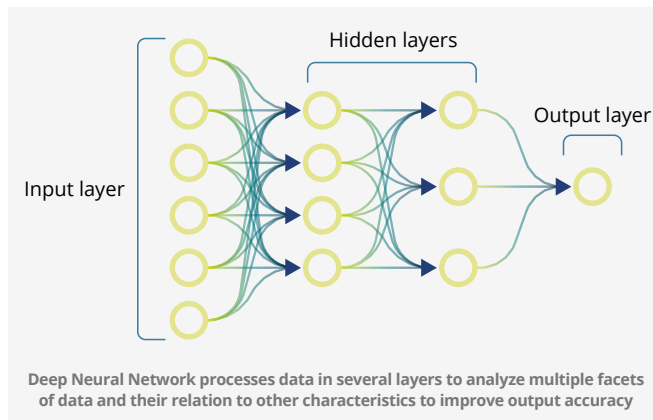 Hidden layers
Output layer
Input layer
Deep Neural Network processes data in several layers to analyze multiple facets
of data and their relation to other characteristics to improve output accuracy